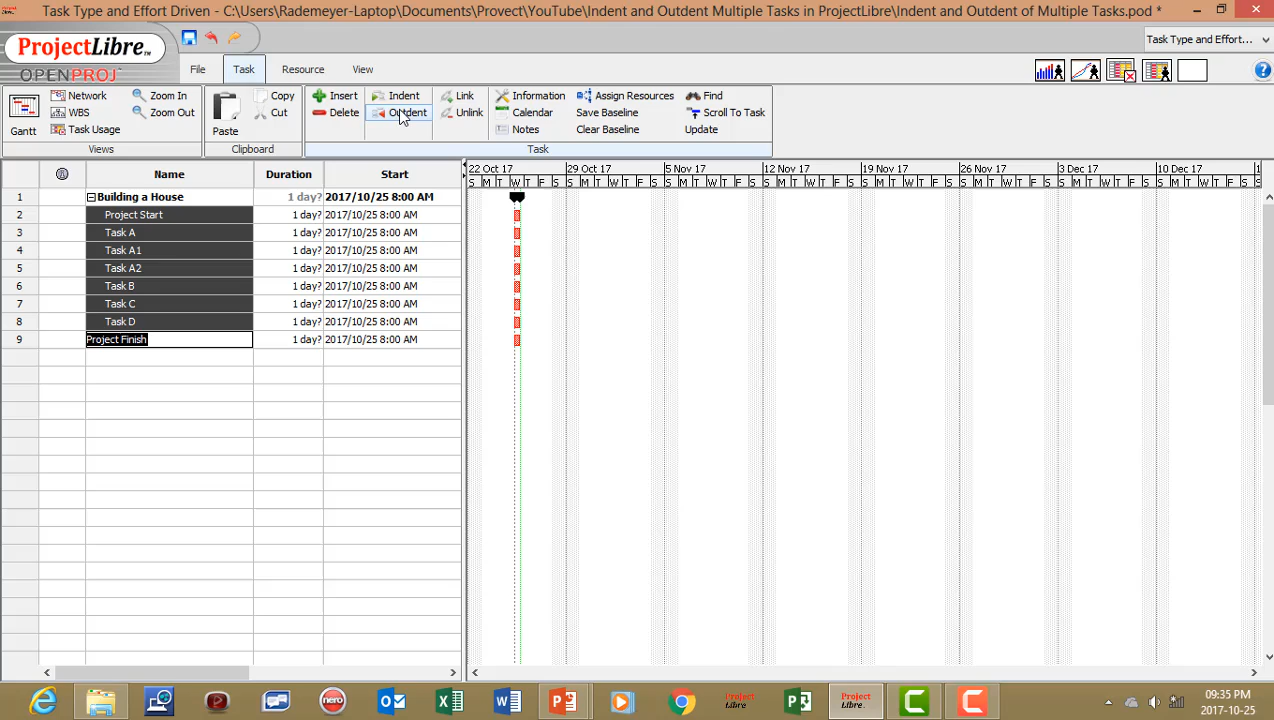 Task Type and Effort Driven - C:\Users\Rademeyer-Laptop\Documents\Provect\YouTube\Indent and Outdent Multiple Tasks in ProjectLibre\Indent and Outdent of Multiple Tasks.pod *
ProjectLibre™
OPENPROJ
Task Type and Effort...
File Task Resource View
Network Zoom In Copy Insert Indent Link Information Assign Resources Find
WBS Zoom Out Cut Delete Outdent Unlink Calendar Save Baseline Scroll To Task
Gantt Task Usage Paste Notes Clear Baseline Update
Views Clipboard Task
Name Duration Start
22 Oct 17 29 Oct 17 5 Nov 17 12 Nov 17 19 Nov 17 26 Nov 17 3 Dec 17 10 Dec 17 1
S M T W T F S S M T W T F S S M T W T F S S M T W T F S S M T W T F S S M T W T F S S M T W T F S S M T W T F S
1 Building a House 1 day? 2017/10/25 8:00 AM
2 Project Start 1 day? 2017/10/25 8:00 AM
3 Task A 1 day? 2017/10/25 8:00 AM
4 Task A1 1 day? 2017/10/25 8:00 AM
5 Task A2 1 day? 2017/10/25 8:00 AM
6 Task B 1 day? 2017/10/25 8:00 AM
7 Task C 1 day? 2017/10/25 8:00 AM
8 Task D 1 day? 2017/10/25 8:00 AM
9 Project Finish 1 day? 2017/10/25 8:00 AM
nero
Project Libre
Project Libre
09:35 PM
2017-10-25